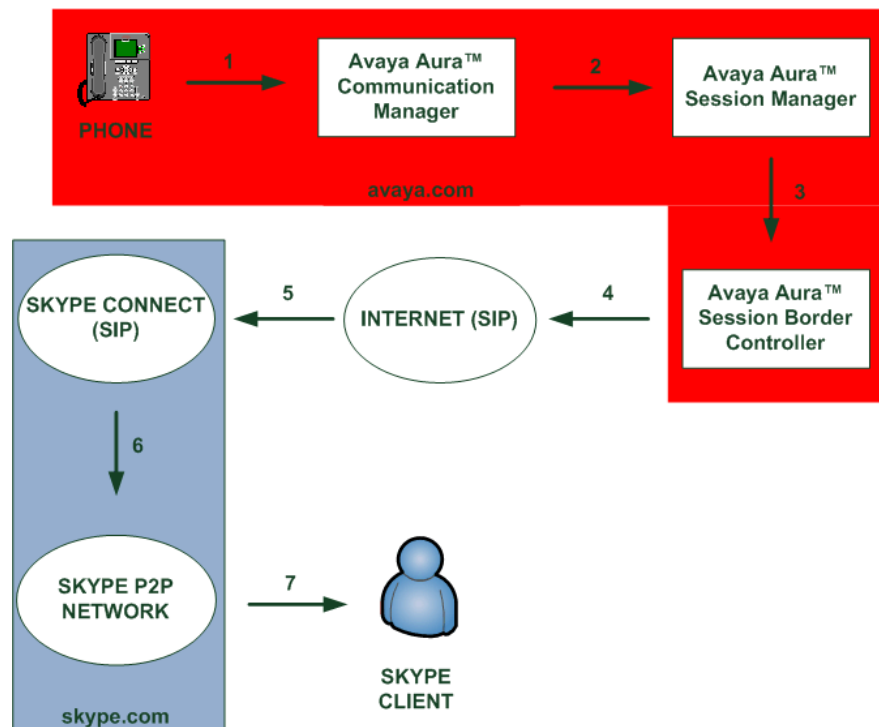 PHONE
1
Avaya Aura™
Communication
Manager
2
Avaya Aura™
Session Manager
avaya.com
3
SKYPE CONNECT
(SIP)
5
INTERNET (SIP)
4
Avaya Aura™
Session Border
Controller
6
SKYPE P2P
NETWORK
7
SKYPE
CLIENT
skype.com